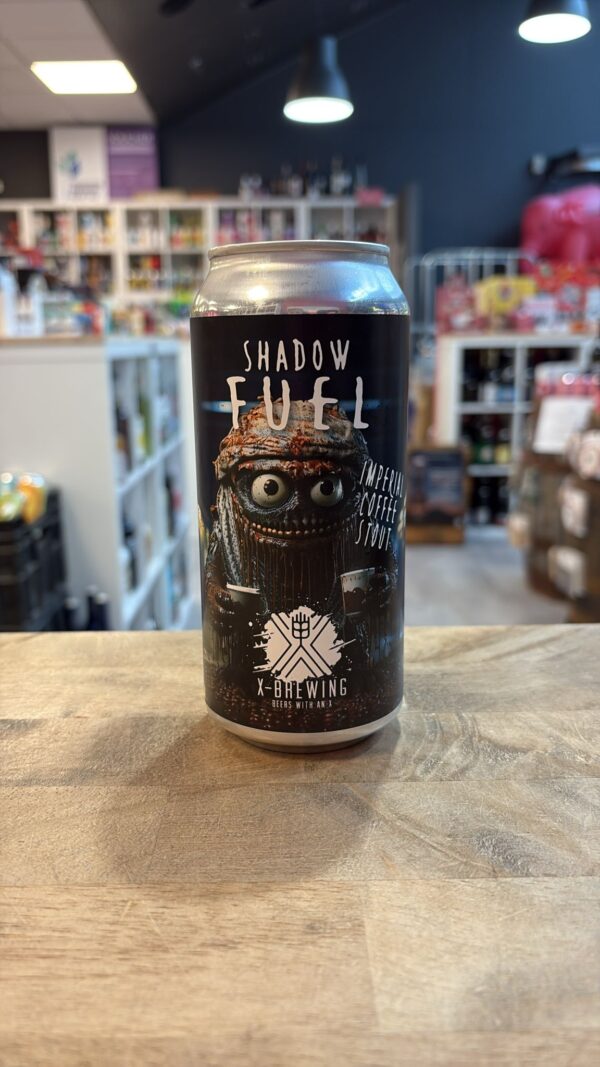 SHADOW
FUEL
IMPERIAL
COFFEE
STOUT
X-BREWING
BEERS WITH AN X